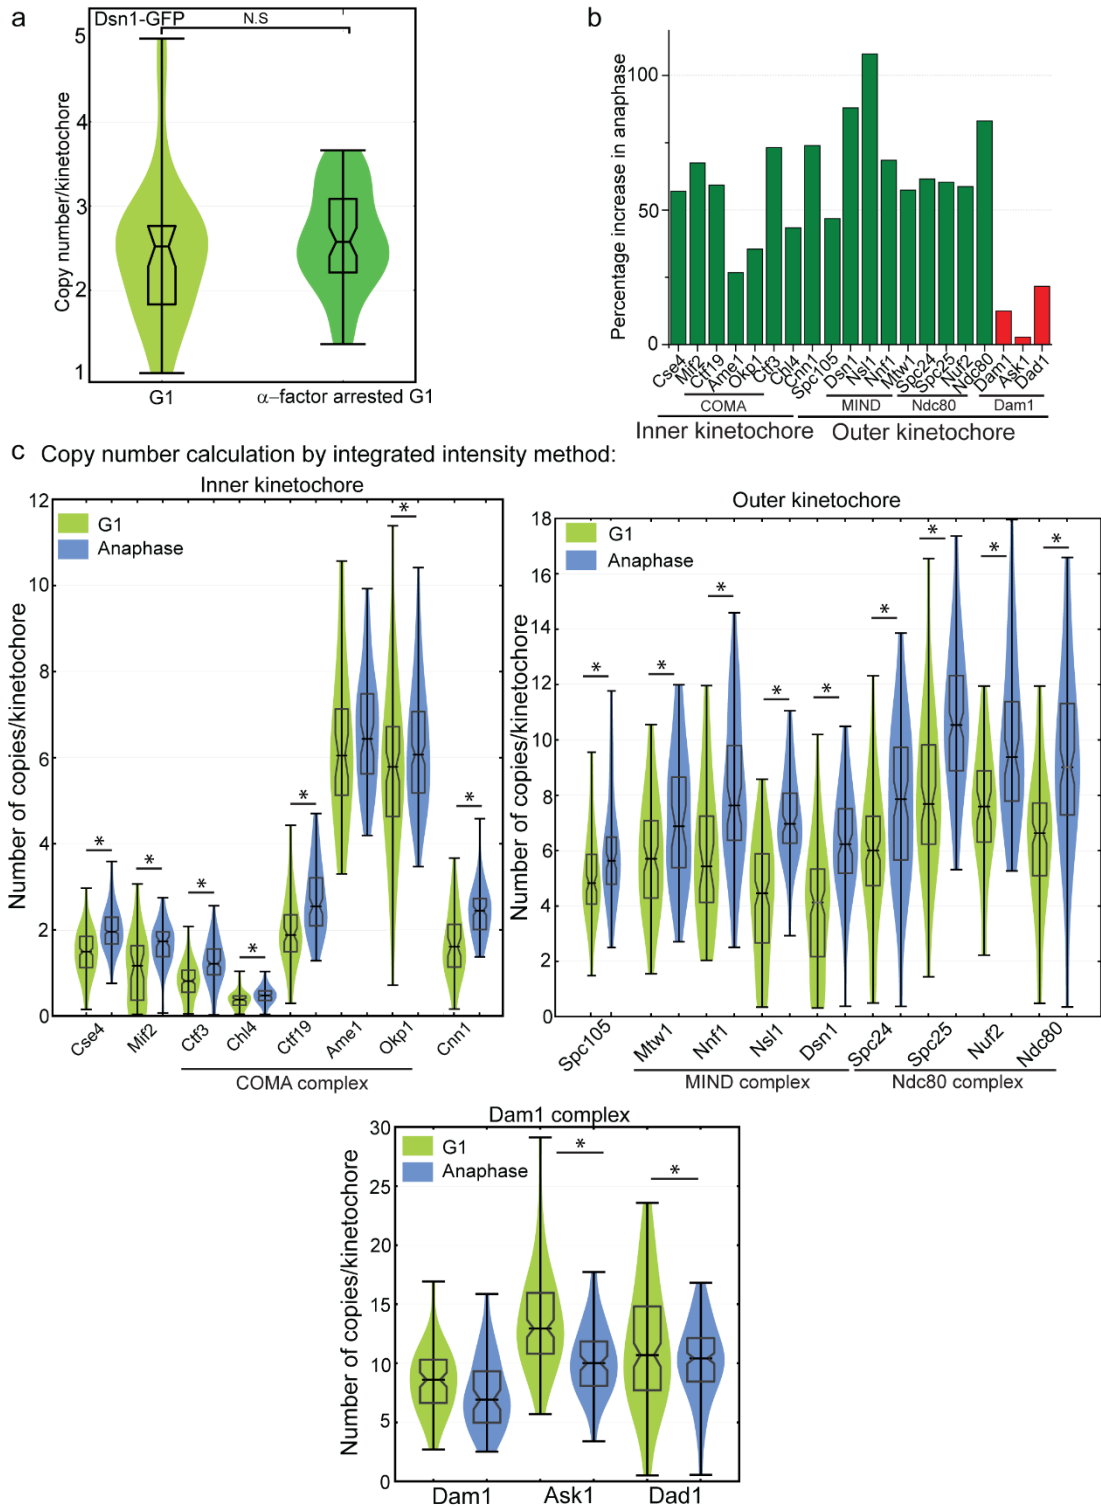 a
Dsn1-GFP
N.S
5
4
3
2
1
Copy number/kinetochore
G1
α−factor arrested G1
b
Percentage increase in anaphase
100
50
0
Cse4
Mif2
Ctf19
Ame1
Okp1
Ctf3
Chl4
Cnn1
Spc105
Dsn1
Nsl1
Nnf1
Mtw1
Spc24
Spc25
Nuf2
Ndc80
Dam1
Ask1
Dad1
COMA
MIND
Ndc80
Dam1
Inner kinetochore
Outer kinetochore
c Copy number calculation by integrated intensity method:
Inner kinetochore
G1
Anaphase
Number of copies/kinetochore
12
10
8
6
4
2
0
*
*
*
*
*
*
*
Cse4
Mif2
Ctf3
Chl4
Ctf19
Ame1
Okp1
Cnn1
COMA complex
Outer kinetochore
G1
Anaphase
Number of copies/kinetochore
18
16
14
12
10
8
6
4
2
0
*
*
*
*
*
*
*
*
*
Spc105
Mtw1
Nnf1
Nsl1
Dsn1
Spc24
Spc25
Nuf2
Ndc80
MIND complex
Ndc80 complex
Dam1 complex
G1
Anaphase
Number of copies/kinetochore
30
25
20
15
10
5
0
*
*
Dam1
Ask1
Dad1